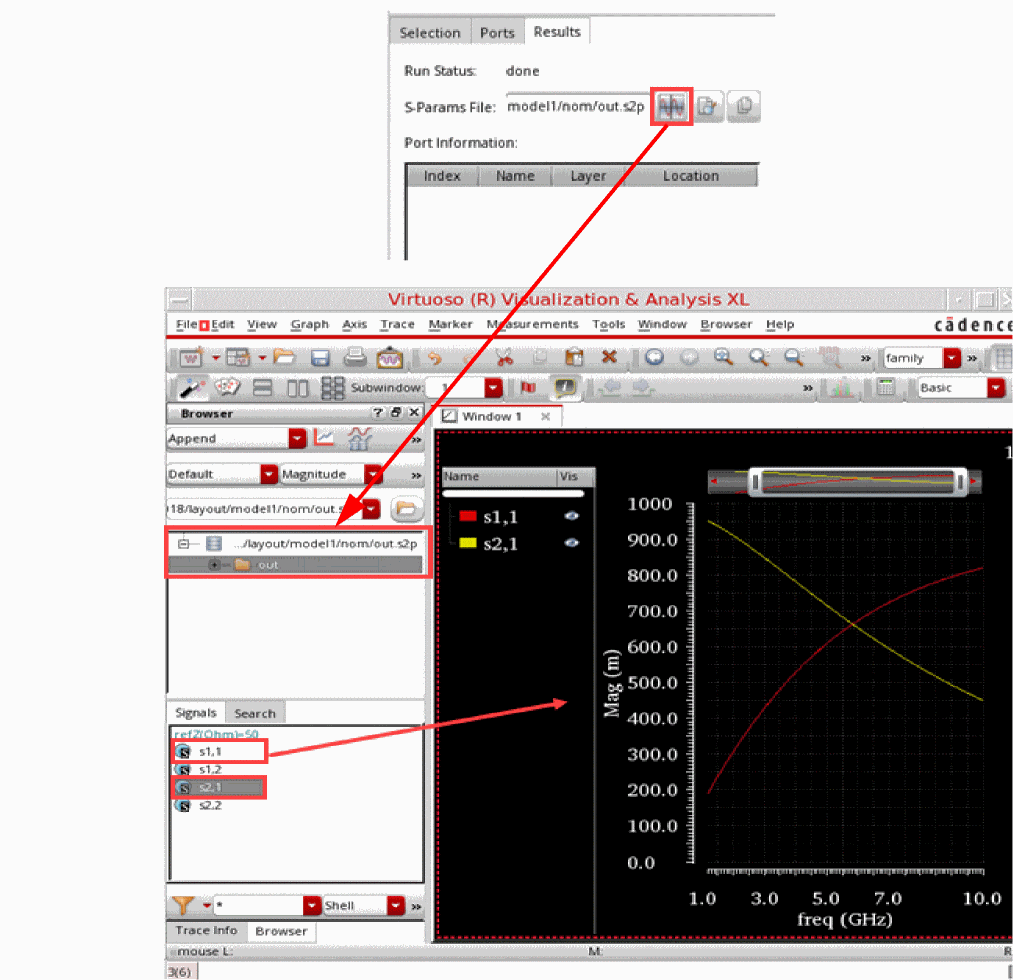 Selection Ports Results
Run Status: done
S-Params File: model1/nom/out.s2p
Port Information:
Index Name Layer Location
Virtuoso (R) Visualization & Analysis XL
File Edit View Graph Axis Trace Marker Measurements Tools Window Browser Help
cādence
» family »
Subwindow: 1 » Basic
Browser ? Window 1
Append »
Default Magnitude »
18/layout/model1/nom/out.s
.../layout/model1/nom/out.s2p
out
Name Vis
s1,1
s2,1
1
1000
900.0
800.0
700.0
600.0
500.0
400.0
300.0
200.0
100.0
0.0
Mag (m)
1.0 3.0 5.0 7.0 10.0
freq (GHz)
Signals Search
refZ(Ohm)=50
s1,1
s1,2
s2,1
s2,2
* Shell »
Trace Info Browser
mouse L: M: R
3(6)